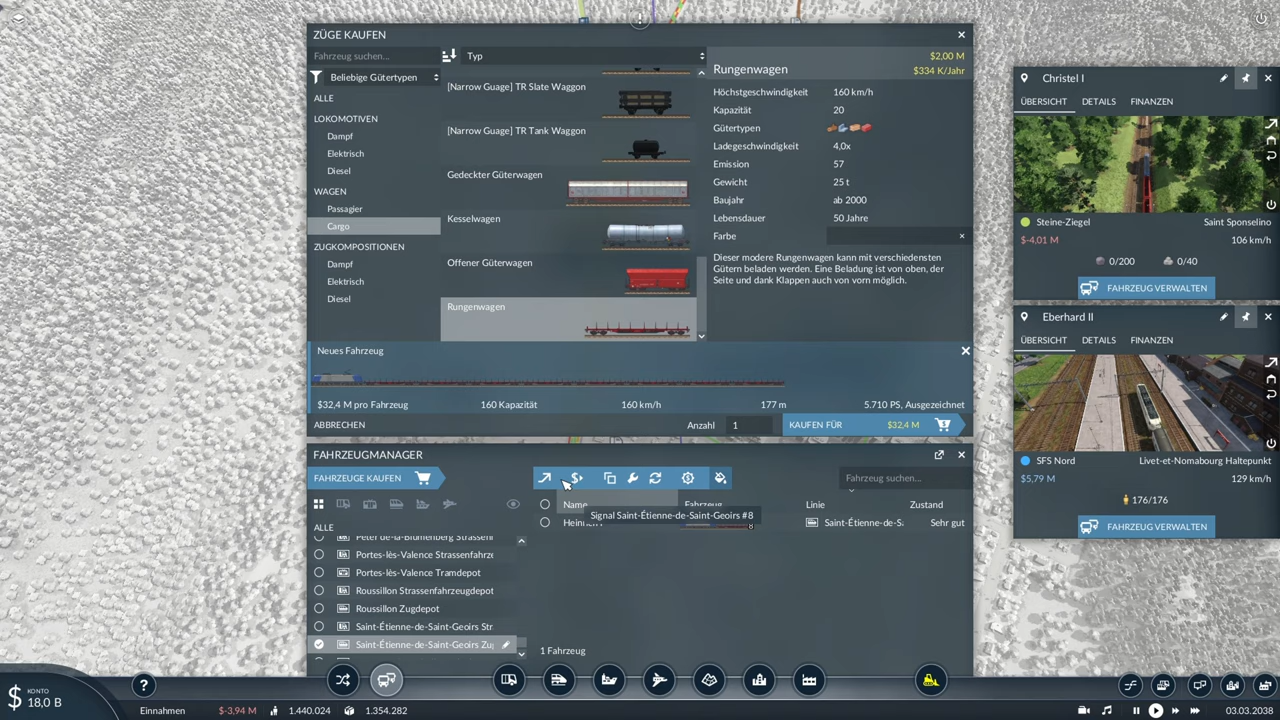 ZÜGE KAUFEN
Fahrzeug suchen...
Typ
Beliebige Gütertypen
ALLE
LOKOMOTIVEN
Dampf
Elektrisch
Diesel
WAGEN
Passagier
Cargo
ZUGKOMPOSITIONEN
Dampf
Elektrisch
Diesel
[Narrow Guage] TR Slate Waggon
[Narrow Guage] TR Tank Waggon
Gedeckter Güterwagen
Kesselwagen
Offener Güterwagen
Rungenwagen
Rungenwagen
$2,00 M
$334 K/Jahr
Höchstgeschwindigkeit 160 km/h
Kapazität 20
Gütertypen
Ladegeschwindigkeit 4,0x
Emission 57
Gewicht 25 t
Baujahr ab 2000
Lebensdauer 50 Jahre
Farbe
Dieser modere Rungenwagen kann mit verschiedensten
Gütern beladen werden. Eine Beladung ist von oben, der
Seite und dank Klappen auch von vorn möglich.
Neues Fahrzeug
$32,4 M pro Fahrzeug 160 Kapazität 160 km/h 177 m 5.710 PS, Ausgezeichnet
ABBRECHEN Anzahl 1 KAUFEN FÜR $32,4 M
FAHRZEUGMANAGER
FAHRZEUGE KAUFEN
Fahrzeug suchen...
Name Fahrzeug Linie Zustand
Signal Saint-Étienne-de-Saint-Geoirs #8
Saint-Étienne-de-S. Sehr gut
8
ALLE
Portes-lès-Valence Strassenfahrze
Portes-lès-Valence Tramdepot
Roussillon Strassenfahrzeugdepot
Roussillon Zugdepot
Saint-Étienne-de-Saint-Geoirs Str
Saint-Étienne-de-Saint-Geoirs Zu
1 Fahrzeug
Christel I
ÜBERSICHT DETAILS FINANZEN
Steine-Ziegel Saint Sponselino
$-4,01 M 106 km/h
0/200 0/40
FAHRZEUG VERWALTEN
Eberhard II
ÜBERSICHT DETAILS FINANZEN
SFS Nord Livet-et-Nomabourg Haltepunkt
$5,79 M 129 km/h
176/176
FAHRZEUG VERWALTEN
$ KONTO
18,0 B
?
Einnahmen $-3,94 M 1.440.024 1.354.282
03.03.2038